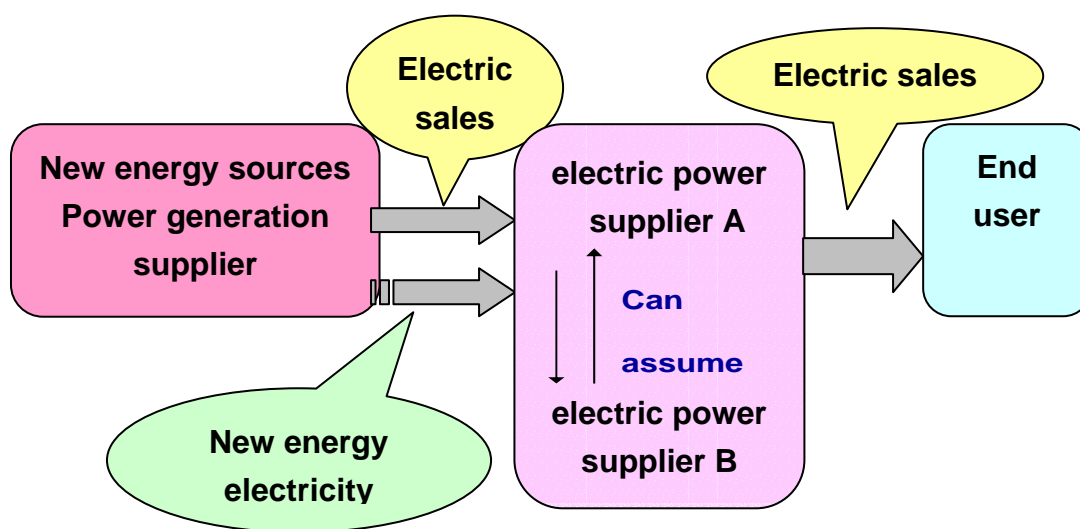 Electric
sales
Electric sales
New energy sources
Power generation
supplier
electric power
supplier A
Can
assume
electric power
supplier B
End
user
New energy
electricity